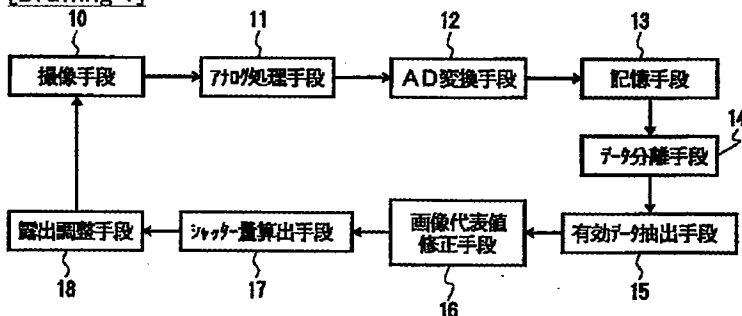 10
11
12
13
撮像手段
アナログ処理手段
AD変換手段
記憶手段
14
データ分離手段
露出調整手段
シャッター量算出手段
画像代表値
修正手段
有効データ抽出手段
18
17
16
15